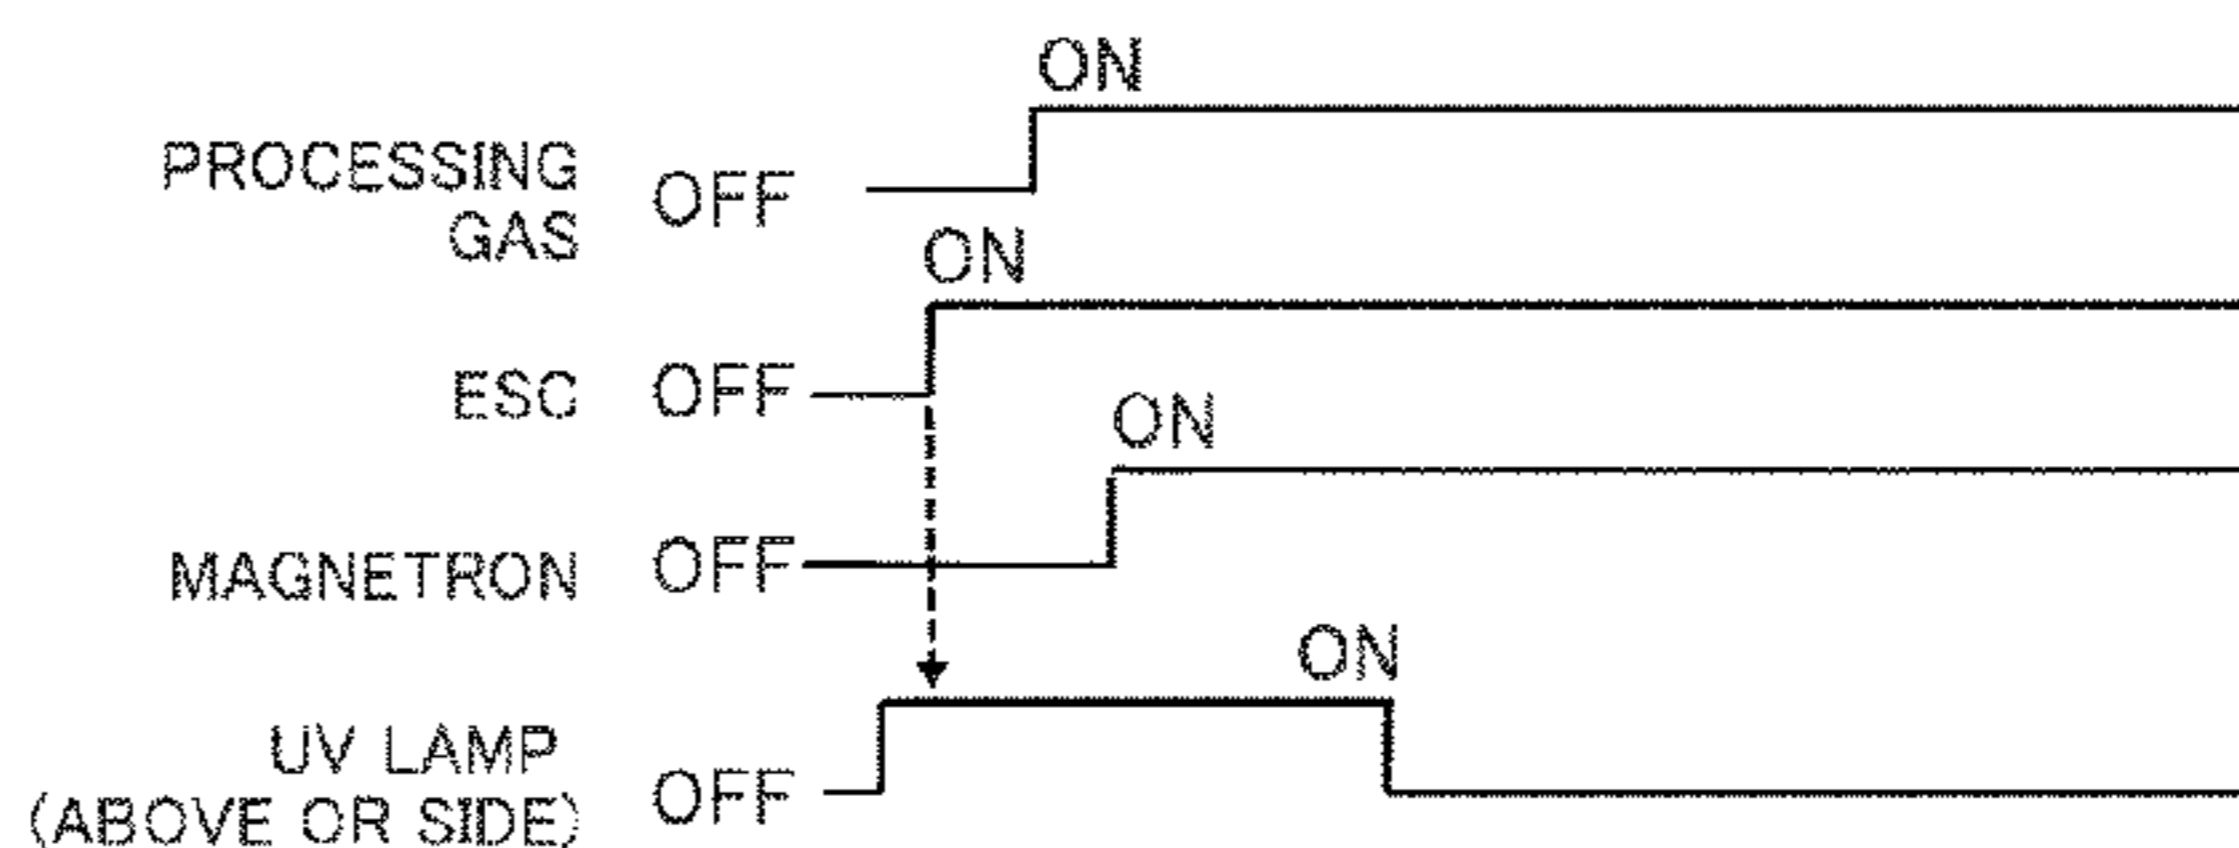 ON
PROCESSING OFF
GAS
ON
ESC OFF
ON
MAGNETRON OFF
ON
UV LAMP
(ABOVE OR SIDE) OFF